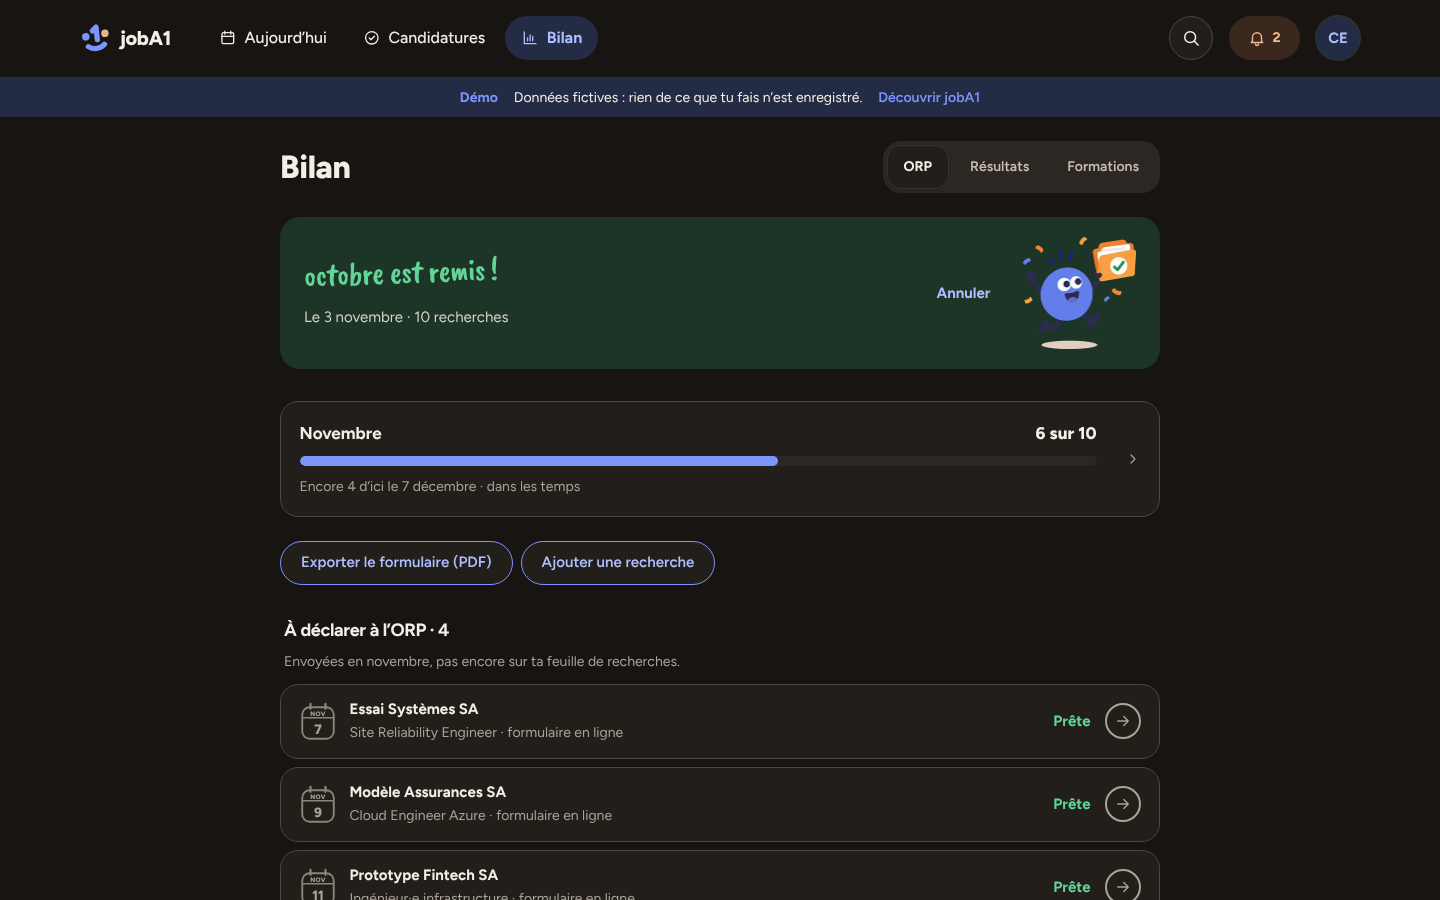 jobA1
Aujourd’hui
Candidatures
Bilan
2
CE
Démo Données fictives : rien de ce que tu fais n’est enregistré. Découvrir jobA1
Bilan
ORP
Résultats
Formations
octobre est remis !
Le 3 novembre · 10 recherches
Annuler
Novembre
6 sur 10
Encore 4 d’ici le 7 décembre · dans les temps
Exporter le formulaire (PDF)
Ajouter une recherche
À déclarer à l’ORP · 4
Envoyées en novembre, pas encore sur ta feuille de recherches.
NOV
7
Essai Systèmes SA
Site Reliability Engineer · formulaire en ligne
Prête
NOV
9
Modèle Assurances SA
Cloud Engineer Azure · formulaire en ligne
Prête
NOV
11
Prototype Fintech SA
Ingénieur·e infrastructure · formulaire en ligne
Prête